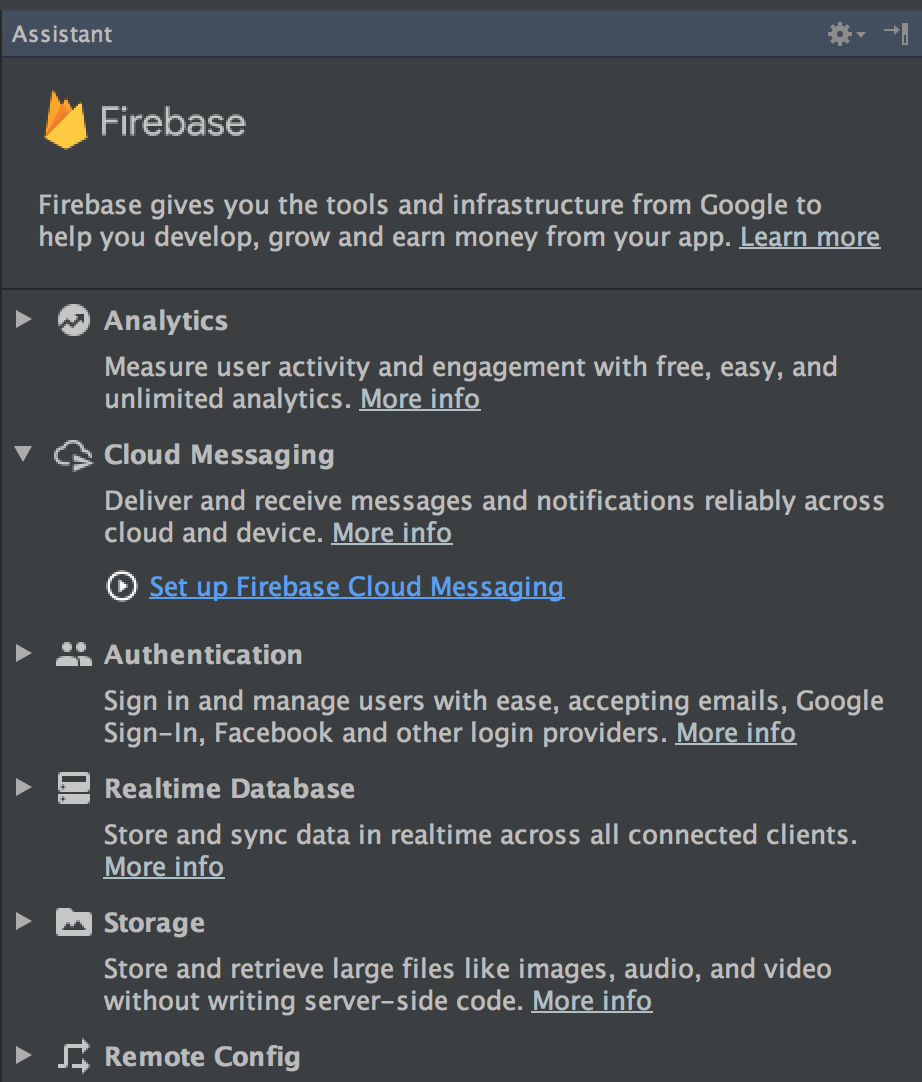 Assistant
Firebase
Firebase gives you the tools and infrastructure from Google to
help you develop, grow and earn money from your app. Learn more
Analytics
Measure user activity and engagement with free, easy, and
unlimited analytics. More info
Cloud Messaging
Deliver and receive messages and notifications reliably across
cloud and device. More info
Set up Firebase Cloud Messaging
Authentication
Sign in and manage users with ease, accepting emails, Google
Sign-In, Facebook and other login providers. More info
Realtime Database
Store and sync data in realtime across all connected clients.
More info
Storage
Store and retrieve large files like images, audio, and video
without writing server-side code. More info
Remote Config